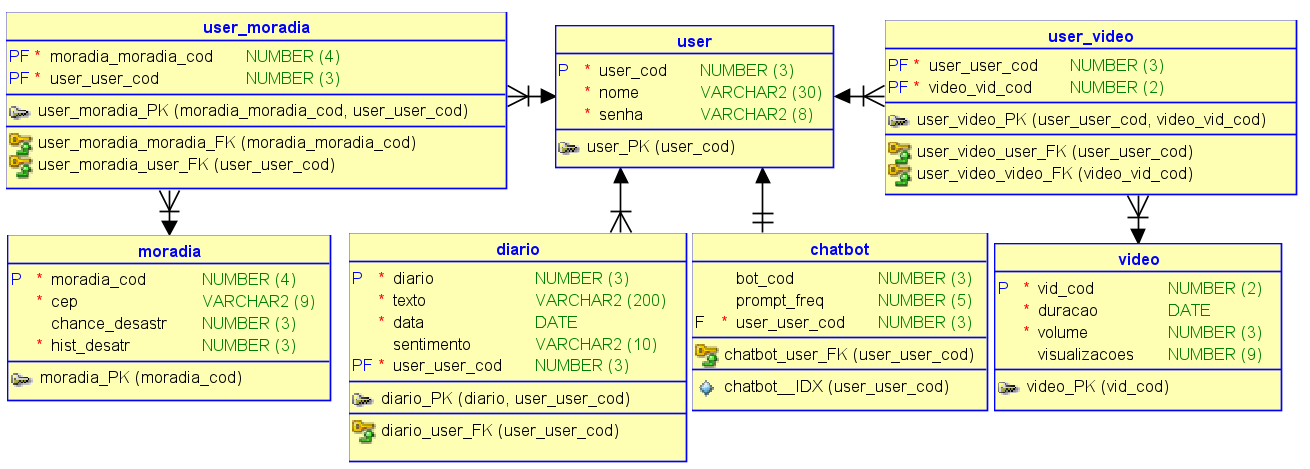 user_moradia
PF * moradia_moradia_cod NUMBER (4)
PF * user_user_cod NUMBER (3)
user_moradia_PK (moradia_moradia_cod, user_user_cod)
user_moradia_moradia_FK (moradia_moradia_cod)
user_moradia_user_FK (user_user_cod)
user
P * user_cod NUMBER (3)
* nome VARCHAR2 (30)
* senha VARCHAR2 (8)
user_PK (user_cod)
user_video
PF * user_user_cod NUMBER (3)
PF * video_vid_cod NUMBER (2)
user_video_PK (user_user_cod, video_vid_cod)
user_video_user_FK (user_user_cod)
user_video_video_FK (video_vid_cod)
moradia
P * moradia_cod NUMBER (4)
* cep VARCHAR2 (9)
chance_desastr NUMBER (3)
* hist_desatr NUMBER (3)
moradia_PK (moradia_cod)
diario
P * diario NUMBER (3)
* texto VARCHAR2 (200)
* data DATE
sentimento VARCHAR2 (10)
PF * user_user_cod NUMBER (3)
diario_PK (diario, user_user_cod)
diario_user_FK (user_user_cod)
chatbot
bot_cod NUMBER (3)
prompt_freq NUMBER (5)
F * user_user_cod NUMBER (3)
chatbot_user_FK (user_user_cod)
chatbot__IDX (user_user_cod)
video
P * vid_cod NUMBER (2)
* duracao DATE
* volume NUMBER (3)
visualizacoes NUMBER (9)
video_PK (vid_cod)